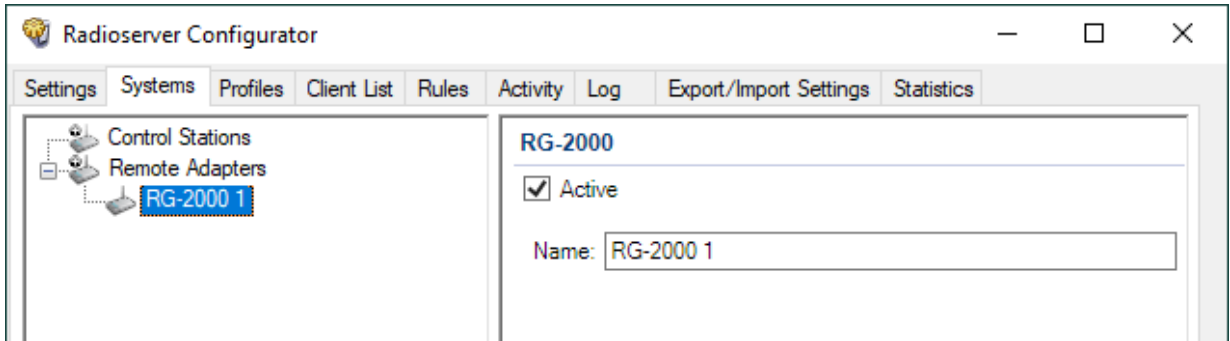 Radioserver Configurator
Settings Systems Profiles Client List Rules Activity Log Export/Import Settings Statistics
Control Stations
Remote Adapters
RG-2000 1
RG-2000
Active
Name: RG-2000 1